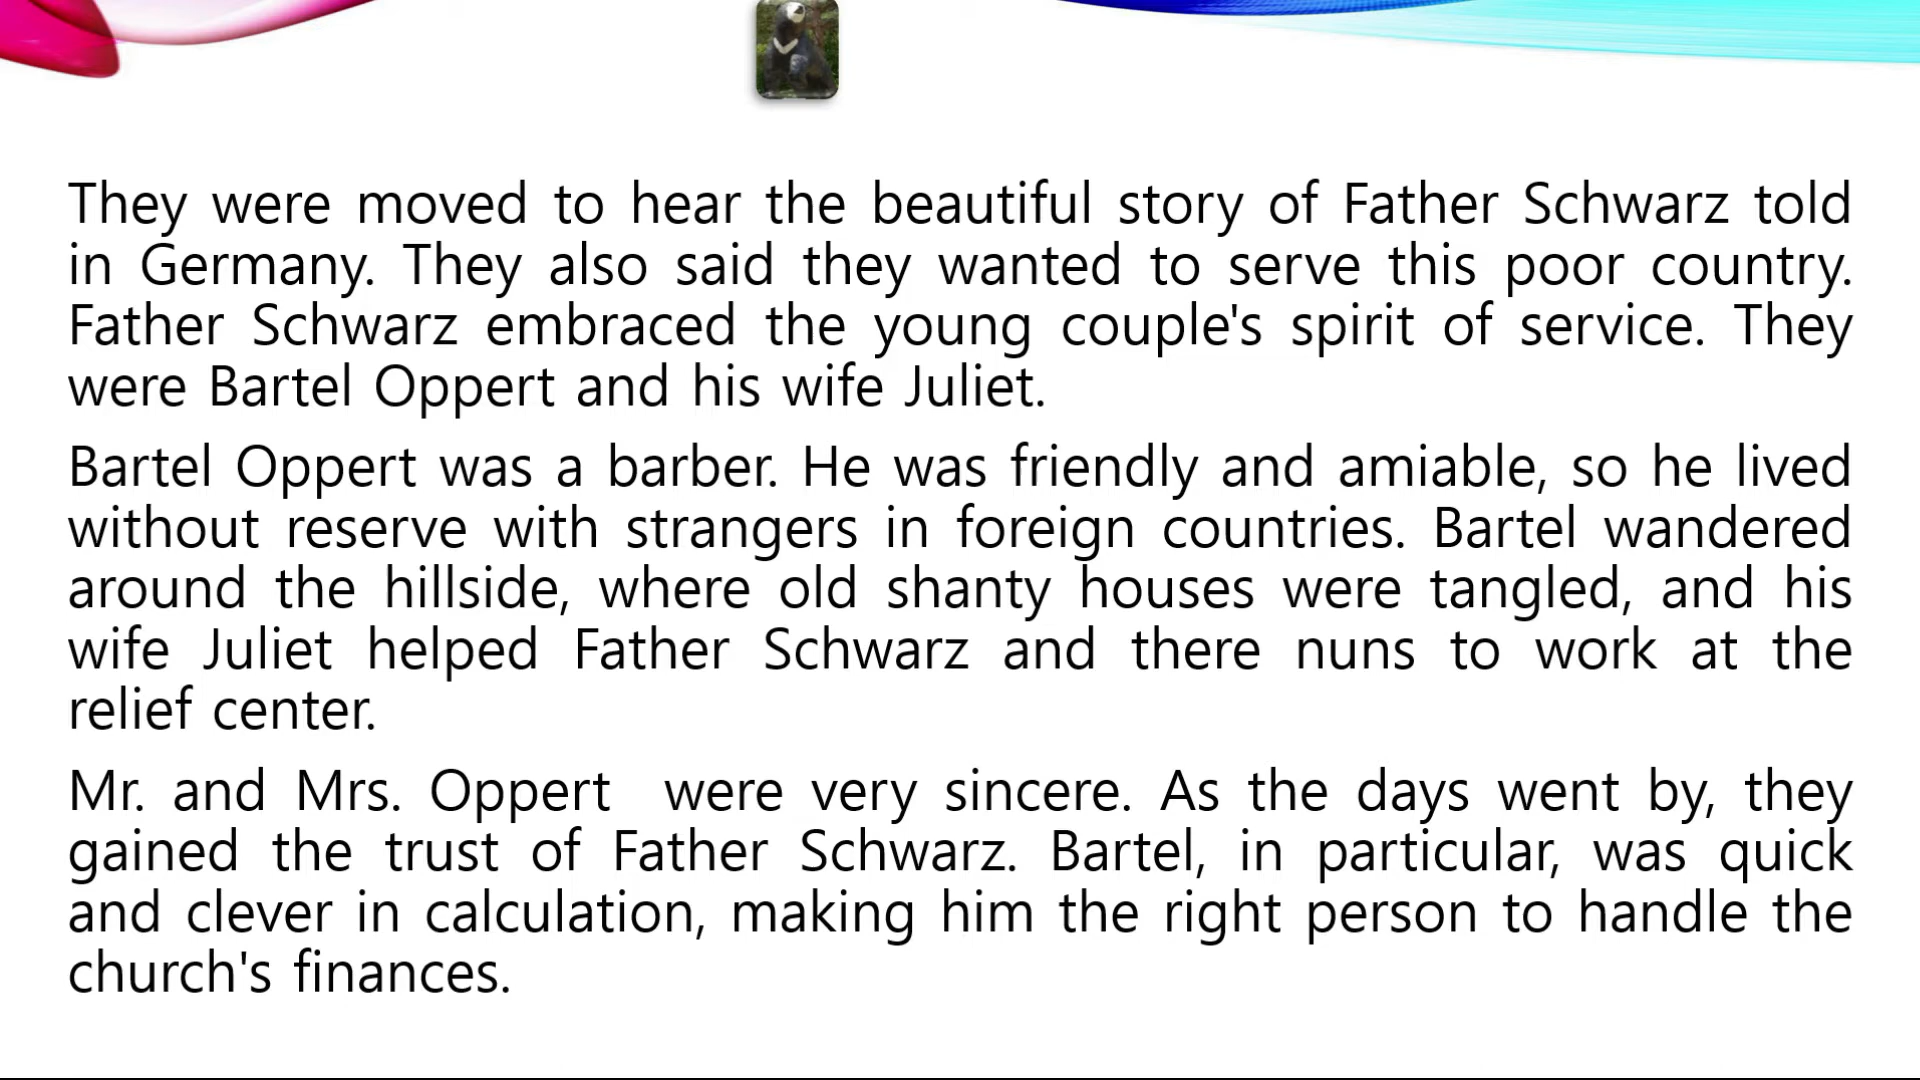 They were moved to hear the beautiful story of Father Schwarz told
in Germany. They also said they wanted to serve this poor country.
Father Schwarz embraced the young couple's spirit of service. They
were Bartel Oppert and his wife Juliet.
Bartel Oppert was a barber. He was friendly and amiable, so he lived
without reserve with strangers in foreign countries. Bartel wandered
around the hillside, where old shanty houses were tangled, and his
wife Juliet helped Father Schwarz and there nuns to work at the
relief center.
Mr. and Mrs. Oppert  were very sincere. As the days went by, they
gained the trust of Father Schwarz. Bartel, in particular, was quick
and clever in calculation, making him the right person to handle the
church's finances.